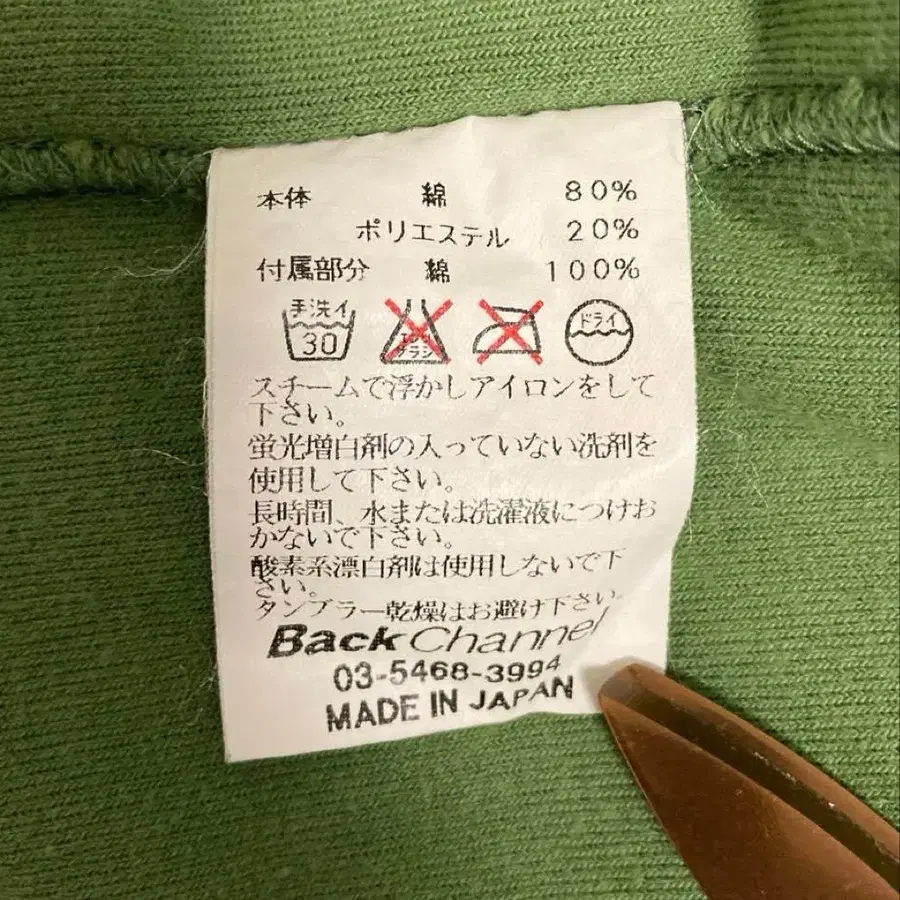 本体 綿 80%
ポリエステル 20%
付属部分 綿 100%
手洗イ
30
エンソ
サラシ
ドライ
スチームで浮かしアイロンをして
下さい。
蛍光増白剤の入っていない洗剤を
使用して下さい。
長時間、水または洗濯液につけお
かないで下さい。
酸素系漂白剤は使用しないで下
さい。
タンブラー乾燥はお避け下さい。
Back Channel
03-5468-3994
MADE IN JAPAN